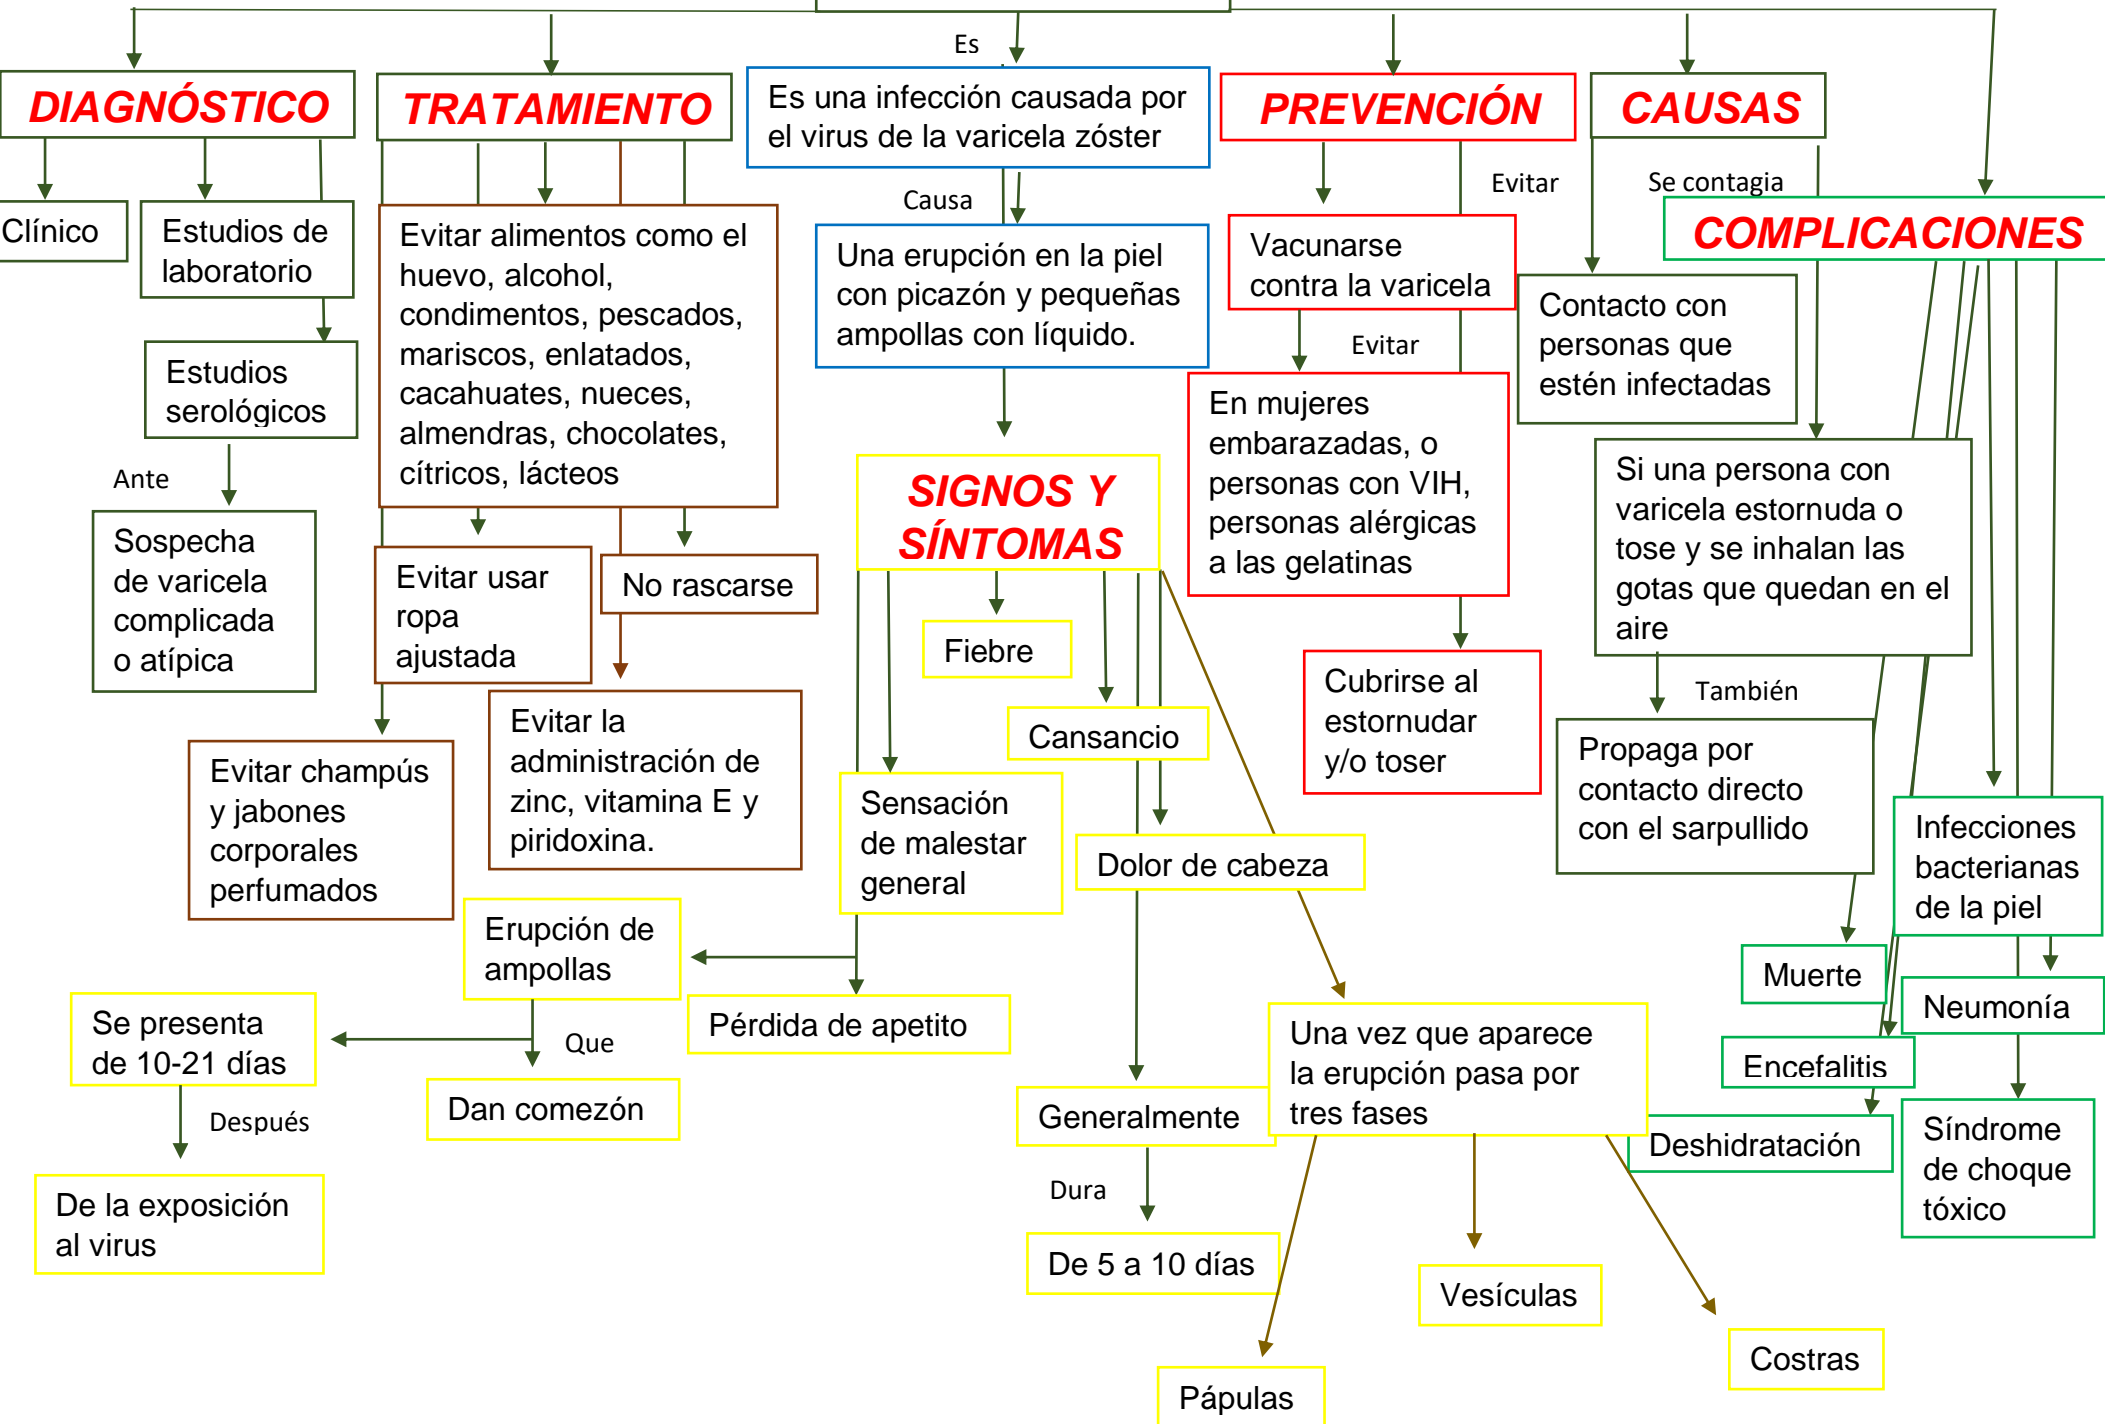 Es
DIAGNÓSTICO
TRATAMIENTO
Es una infección causada por
el virus de la varicela zóster
PREVENCIÓN
CAUSAS
Clínico
Estudios de
laboratorio
Estudios
serológicos
Ante
Sospecha
de varicela
complicada
o atípica
Evitar alimentos como el
huevo, alcohol,
condimentos, pescados,
mariscos, enlatados,
cacahuates, nueces,
almendras, chocolates,
cítricos, lácteos
Evitar usar
ropa
ajustada
No rascarse
Evitar champús
y jabones
corporales
perfumados
Evitar la
administración de
zinc, vitamina E y
piridoxina.
Causa
Una erupción en la piel
con picazón y pequeñas
ampollas con líquido.
SIGNOS Y
SÍNTOMAS
Fiebre
Cansancio
Sensación
de malestar
general
Dolor de cabeza
Erupción de
ampollas
Pérdida de apetito
Se presenta
de 10-21 días
Que
Dan comezón
Después
De la exposición
al virus
Generalmente
Dura
De 5 a 10 días
Una vez que aparece
la erupción pasa por
tres fases
Pápulas
Vesículas
Costras
Vacunarse
contra la varicela
Evitar
Evitar
En mujeres
embarazadas, o
personas con VIH,
personas alérgicas
a las gelatinas
Cubrirse al
estornudar
y/o toser
Se contagia
Contacto con
personas que
estén infectadas
Si una persona con
varicela estornuda o
tose y se inhalan las
gotas que quedan en el
aire
También
Propaga por
contacto directo
con el sarpullido
COMPLICACIONES
Infecciones
bacterianas
de la piel
Muerte
Neumonía
Encefalitis
Deshidratación
Síndrome
de choque
tóxico